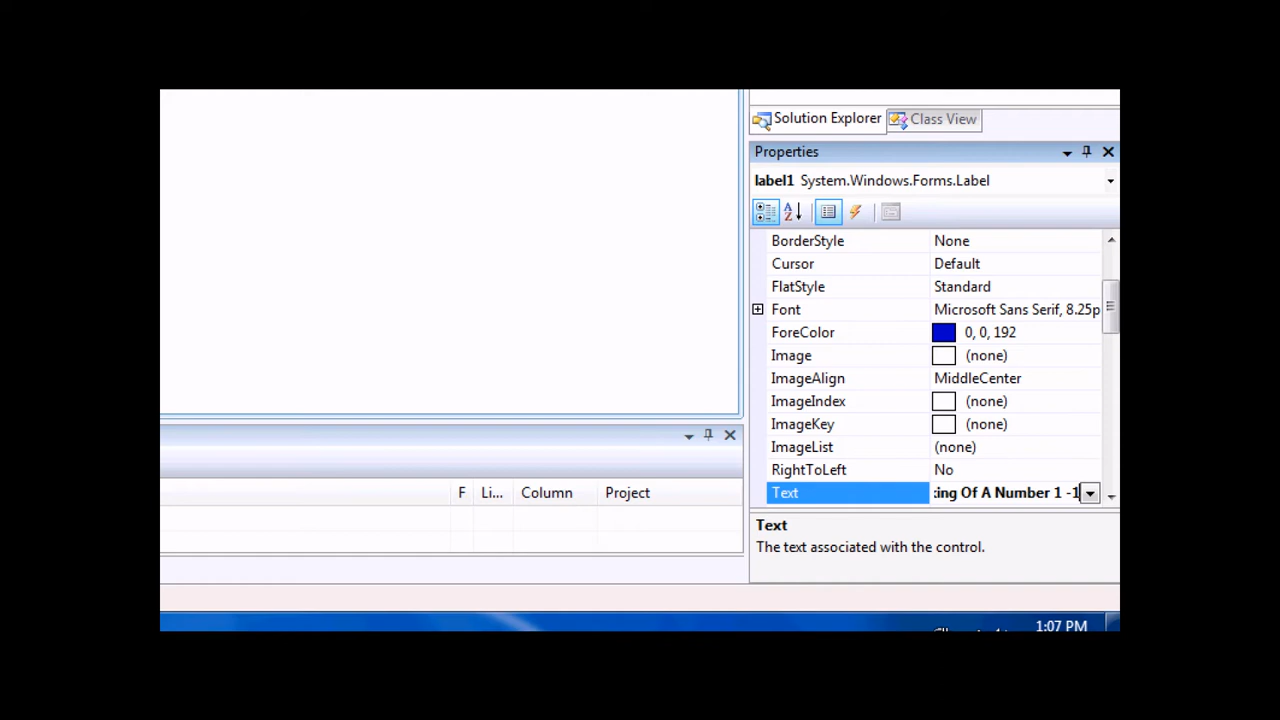 Solution Explorer Class View
Properties
label1 System.Windows.Forms.Label
BorderStyle None
Cursor Default
FlatStyle Standard
Font Microsoft Sans Serif, 8.25p
ForeColor 0, 0, 192
Image (none)
ImageAlign MiddleCenter
ImageIndex (none)
ImageKey (none)
ImageList (none)
RightToLeft No
Text :ing Of A Number 1 -1
F Li... Column Project
Text
The text associated with the control.
1:07 PM